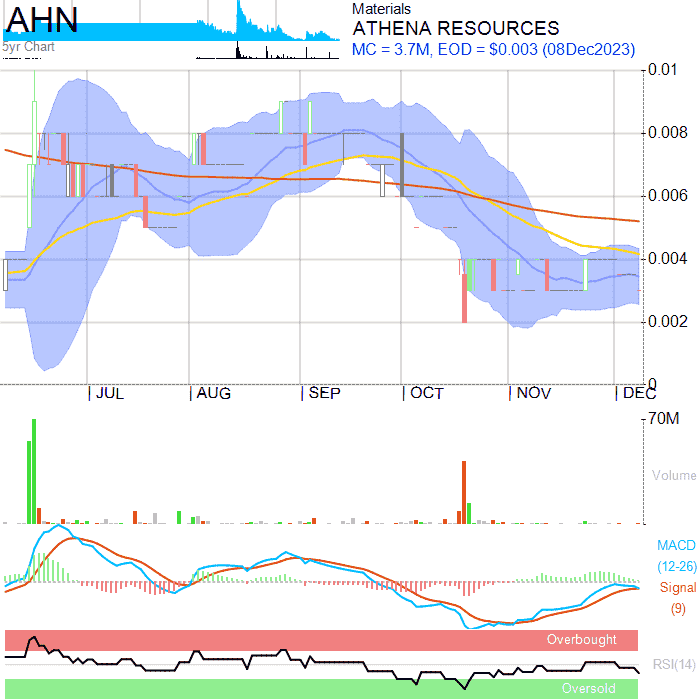 AHN
5yr Chart
Materials
ATHENA RESOURCES
MC = 3.7M, EOD = $0.003 (08Dec2023)
0.01
0.008
0.006
0.004
0.002
0
JUL AUG SEP OCT NOV DEC
70M
Volume
MACD
(12-26)
Signal
(9)
Overbought
RSI(14)
Oversold